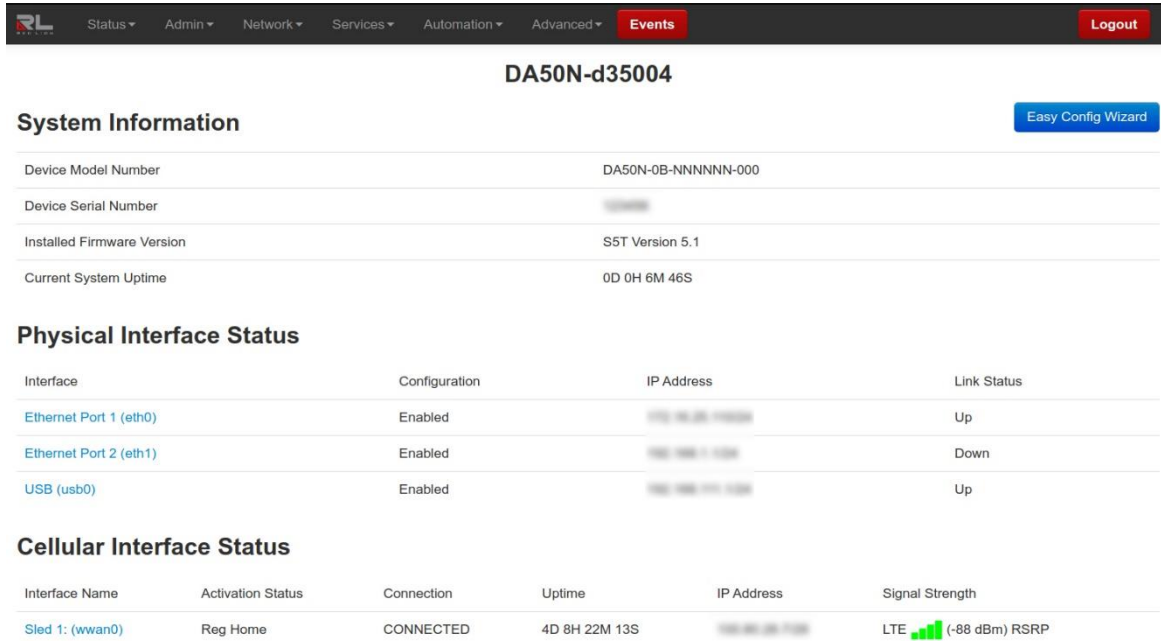 RL Status Admin Network Services Automation Advanced Events Logout
DA50N-d35004
System Information Easy Config Wizard
Device Model Number DA50N-0B-NNNNNN-000
Device Serial Number
Installed Firmware Version S5T Version 5.1
Current System Uptime 0D 0H 6M 46S
Physical Interface Status
Interface Configuration IP Address Link Status
Ethernet Port 1 (eth0) Enabled Up
Ethernet Port 2 (eth1) Enabled Down
USB (usb0) Enabled Up
Cellular Interface Status
Interface Name Activation Status Connection Uptime IP Address Signal Strength
Sled 1: (wwan0) Reg Home CONNECTED 4D 8H 22M 13S LTE (-88 dBm) RSRP